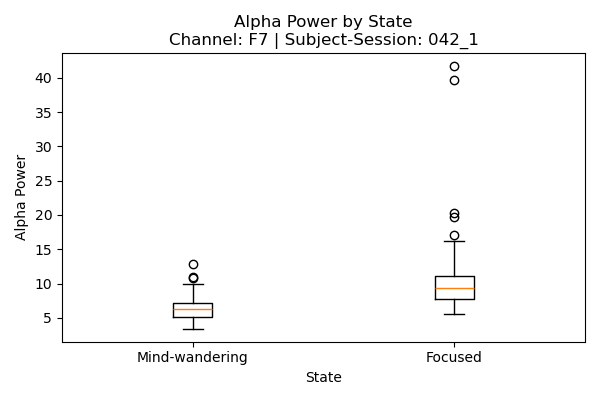 Alpha Power by State
Channel: F7 | Subject-Session: 042_1
Alpha Power
40
35
30
25
20
15
10
5
Mind-wandering
Focused
State